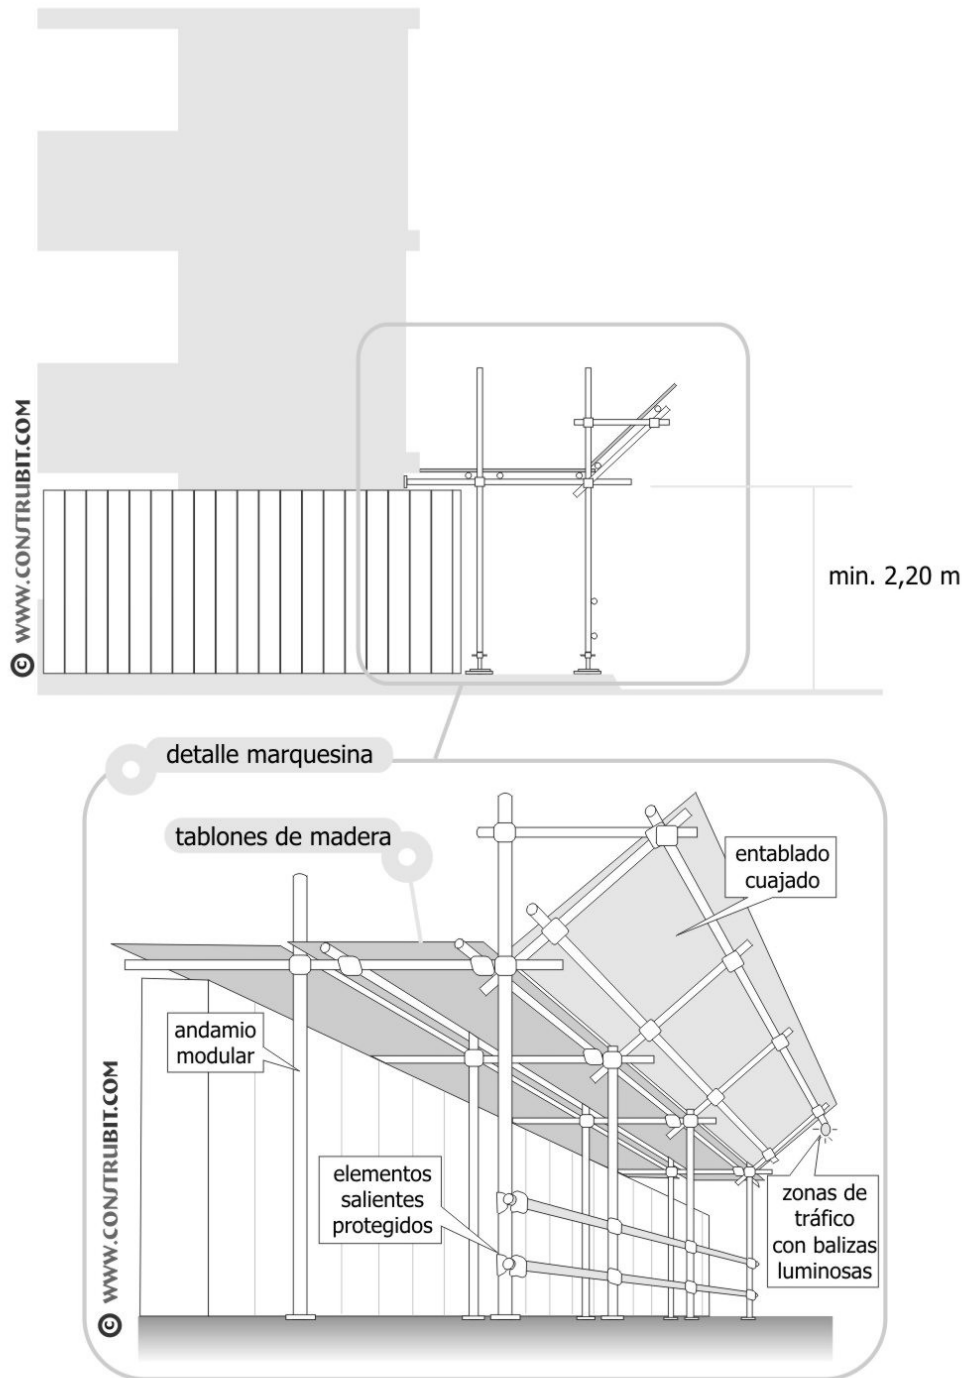 © WWW.CONSTRUBIT.COM
min. 2,20 m
detalle marquesina
tablones de madera
entablado
cuajado
andamio
modular
elementos
salientes
protegidos
zonas de
tráfico
con balizas
luminosas
© WWW.CONSTRUBIT.COM